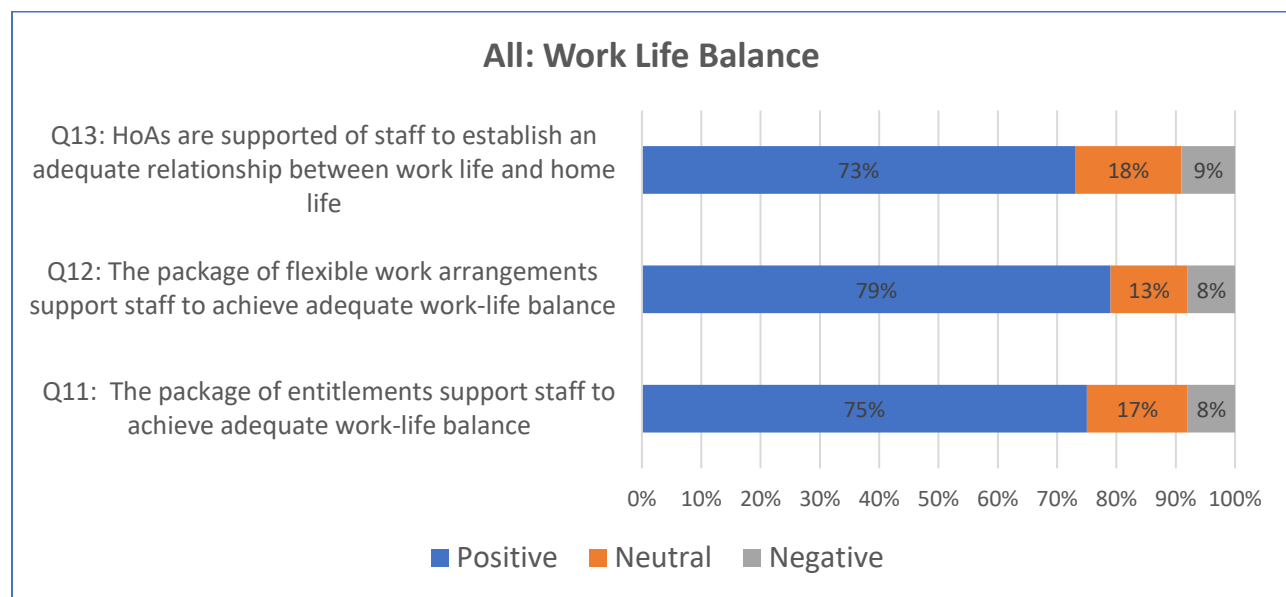 All: Work Life Balance
Q13: HoAs are supported of staff to establish an
adequate relationship between work life and home
life
73%
18%
9%
Q12: The package of flexible work arrangements
support staff to achieve adequate work-life balance
79%
13%
8%
Q11:  The package of entitlements support staff to
achieve adequate work-life balance
75%
17%
8%
0% 10% 20% 30% 40% 50% 60% 70% 80% 90% 100%
Positive Neutral Negative